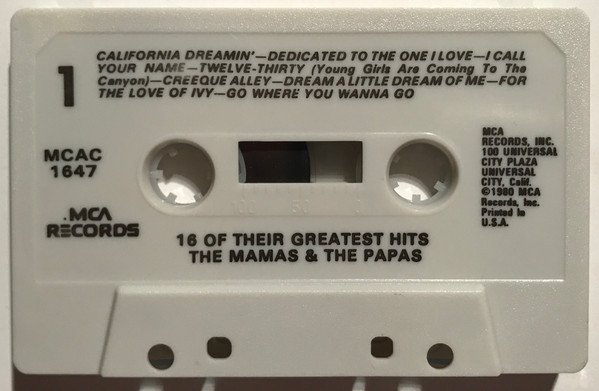 1
CALIFORNIA DREAMIN'—DEDICATED TO THE ONE I LOVE—I CALL
YOUR NAME—TWELVE-THIRTY (Young Girls Are Coming To The
Canyon)—CREEQUE ALLEY—DREAM A LITTLE DREAM OF ME—FOR
THE LOVE OF IVY—GO WHERE YOU WANNA GO
MCAC
1647
MCA
RECORDS
MCA
RECORDS, INC.
100 UNIVERSAL
CITY PLAZA
UNIVERSAL
CITY, Calif.
©1980 MCA
Records, Inc.
Printed in
U.S.A.
16 OF THEIR GREATEST HITS
THE MAMAS & THE PAPAS